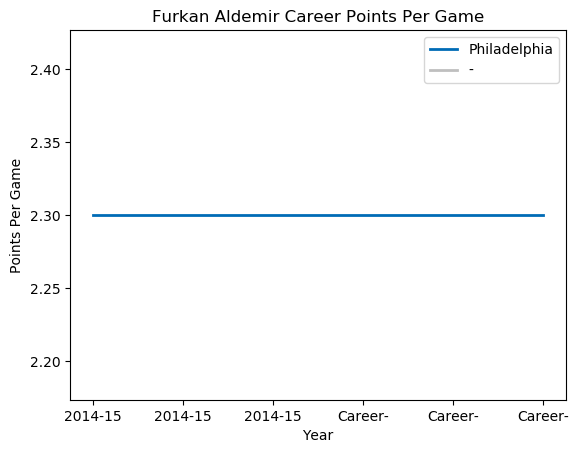 Furkan Aldemir Career Points Per Game
Philadelphia
-
Points Per Game
2.40
2.35
2.30
2.25
2.20
2014-15 2014-15 2014-15 Career- Career- Career-
Year